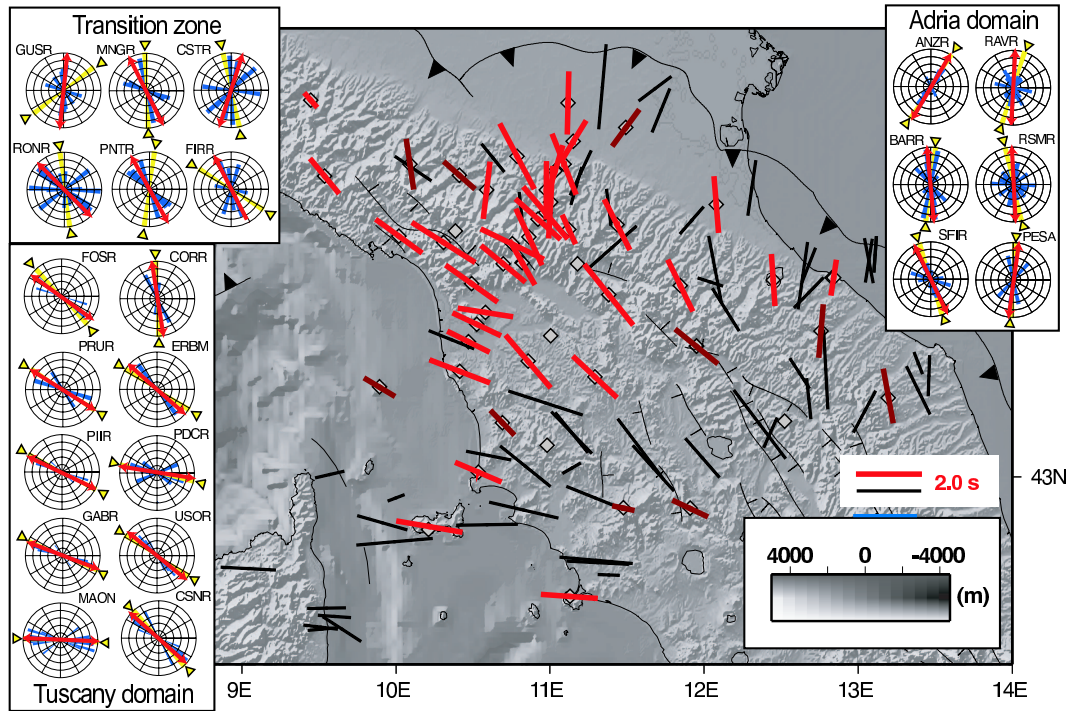 Transition zone
GUSR MNGR CSTR
RONR PNTR FIRR
FOSR CORR
PRUR ERBM
PIIR PDCR
GABR USOR
MAON CSNR
Tuscany domain
Adria domain
ANZR RAVR
BARR RSMR
SFIR PESA
43N
2.0 s
4000 0 -4000
(m)
9E 10E 11E 12E 13E 14E